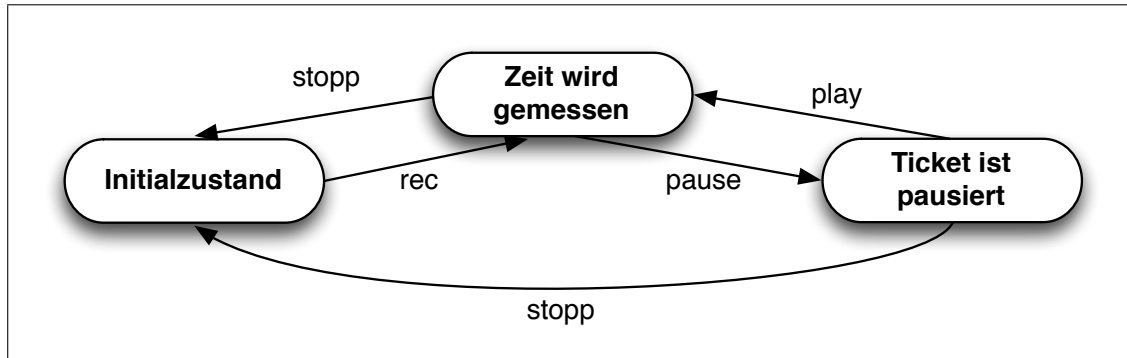 stopp
Zeit wird
gemessen
play
Initialzustand
rec
pause
Ticket ist
pausiert
stopp